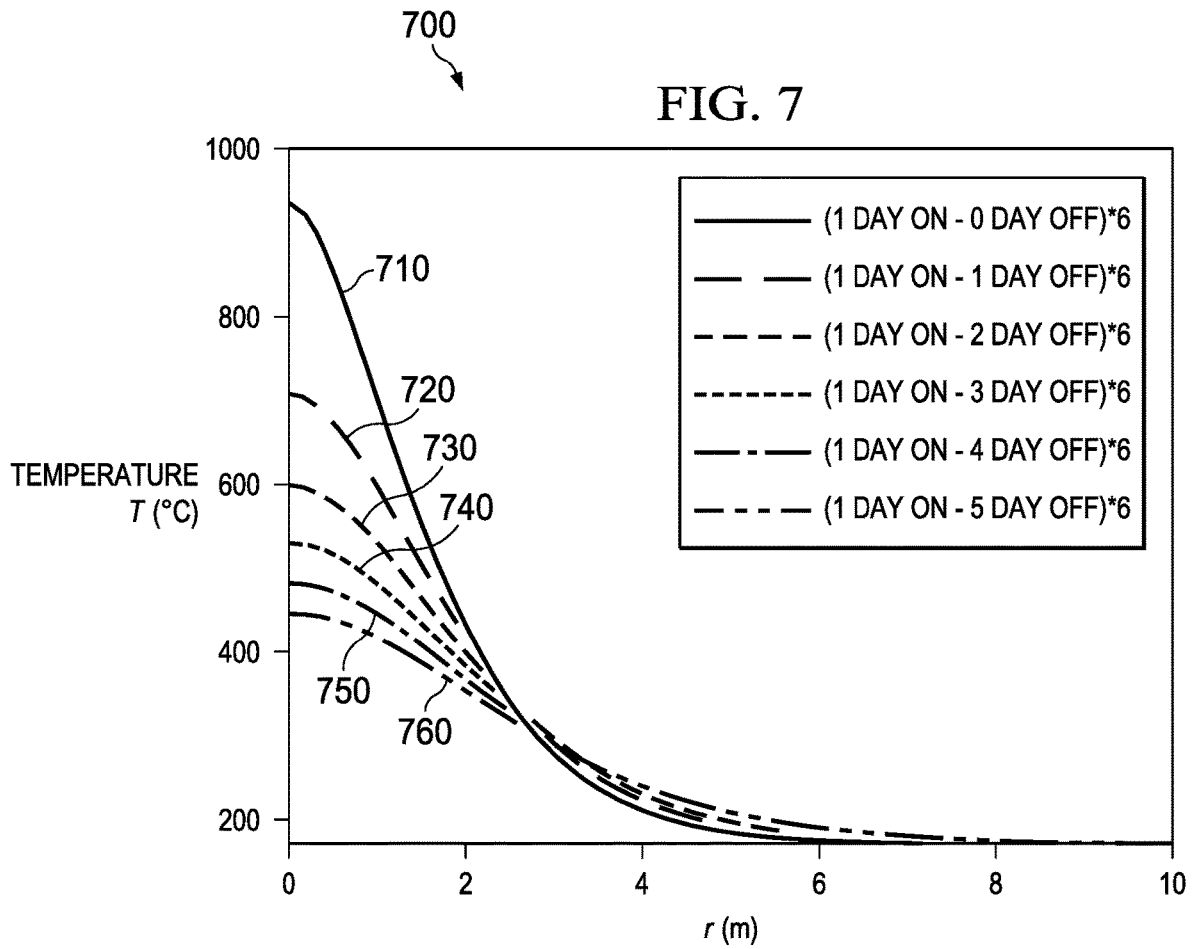 700
FIG. 7
1000
800
600
400
200
TEMPERATURE
T (°C)
710
720
730
740
750
760
(1 DAY ON - 0 DAY OFF)*6
(1 DAY ON - 1 DAY OFF)*6
(1 DAY ON - 2 DAY OFF)*6
(1 DAY ON - 3 DAY OFF)*6
(1 DAY ON - 4 DAY OFF)*6
(1 DAY ON - 5 DAY OFF)*6
0 2 4 6 8 10
r (m)